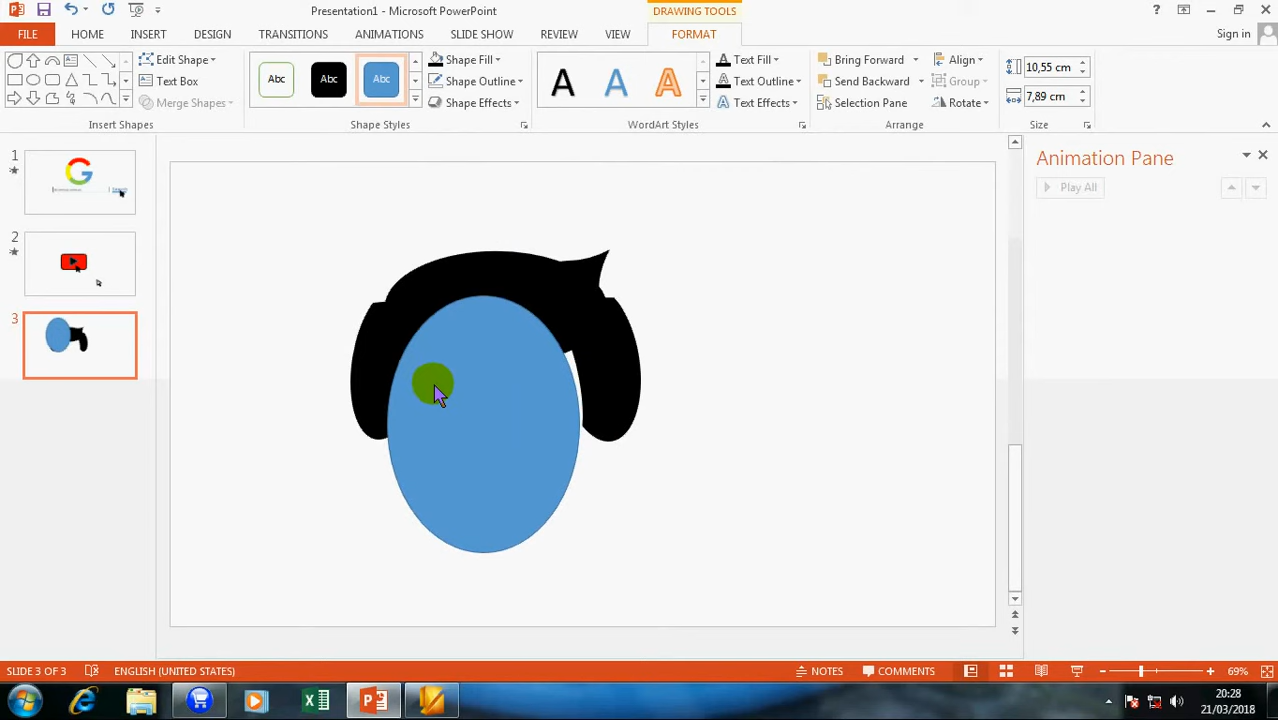 Presentation1 - Microsoft PowerPoint
DRAWING TOOLS
FILE HOME INSERT DESIGN TRANSITIONS ANIMATIONS SLIDE SHOW REVIEW VIEW FORMAT Sign in
Edit Shape
Text Box
Merge Shapes
Insert Shapes
Abc Abc Abc
Shape Fill
Shape Outline
Shape Effects
Shape Styles
A A A
Text Fill
Text Outline
Text Effects
WordArt Styles
Bring Forward
Send Backward
Selection Pane
Align
Group
Rotate
Arrange
10,55 cm
7,89 cm
Size
1
2
3
Animation Pane
Play All
SLIDE 3 OF 3 ENGLISH (UNITED STATES) NOTES COMMENTS 69%
20:28
21/03/2018